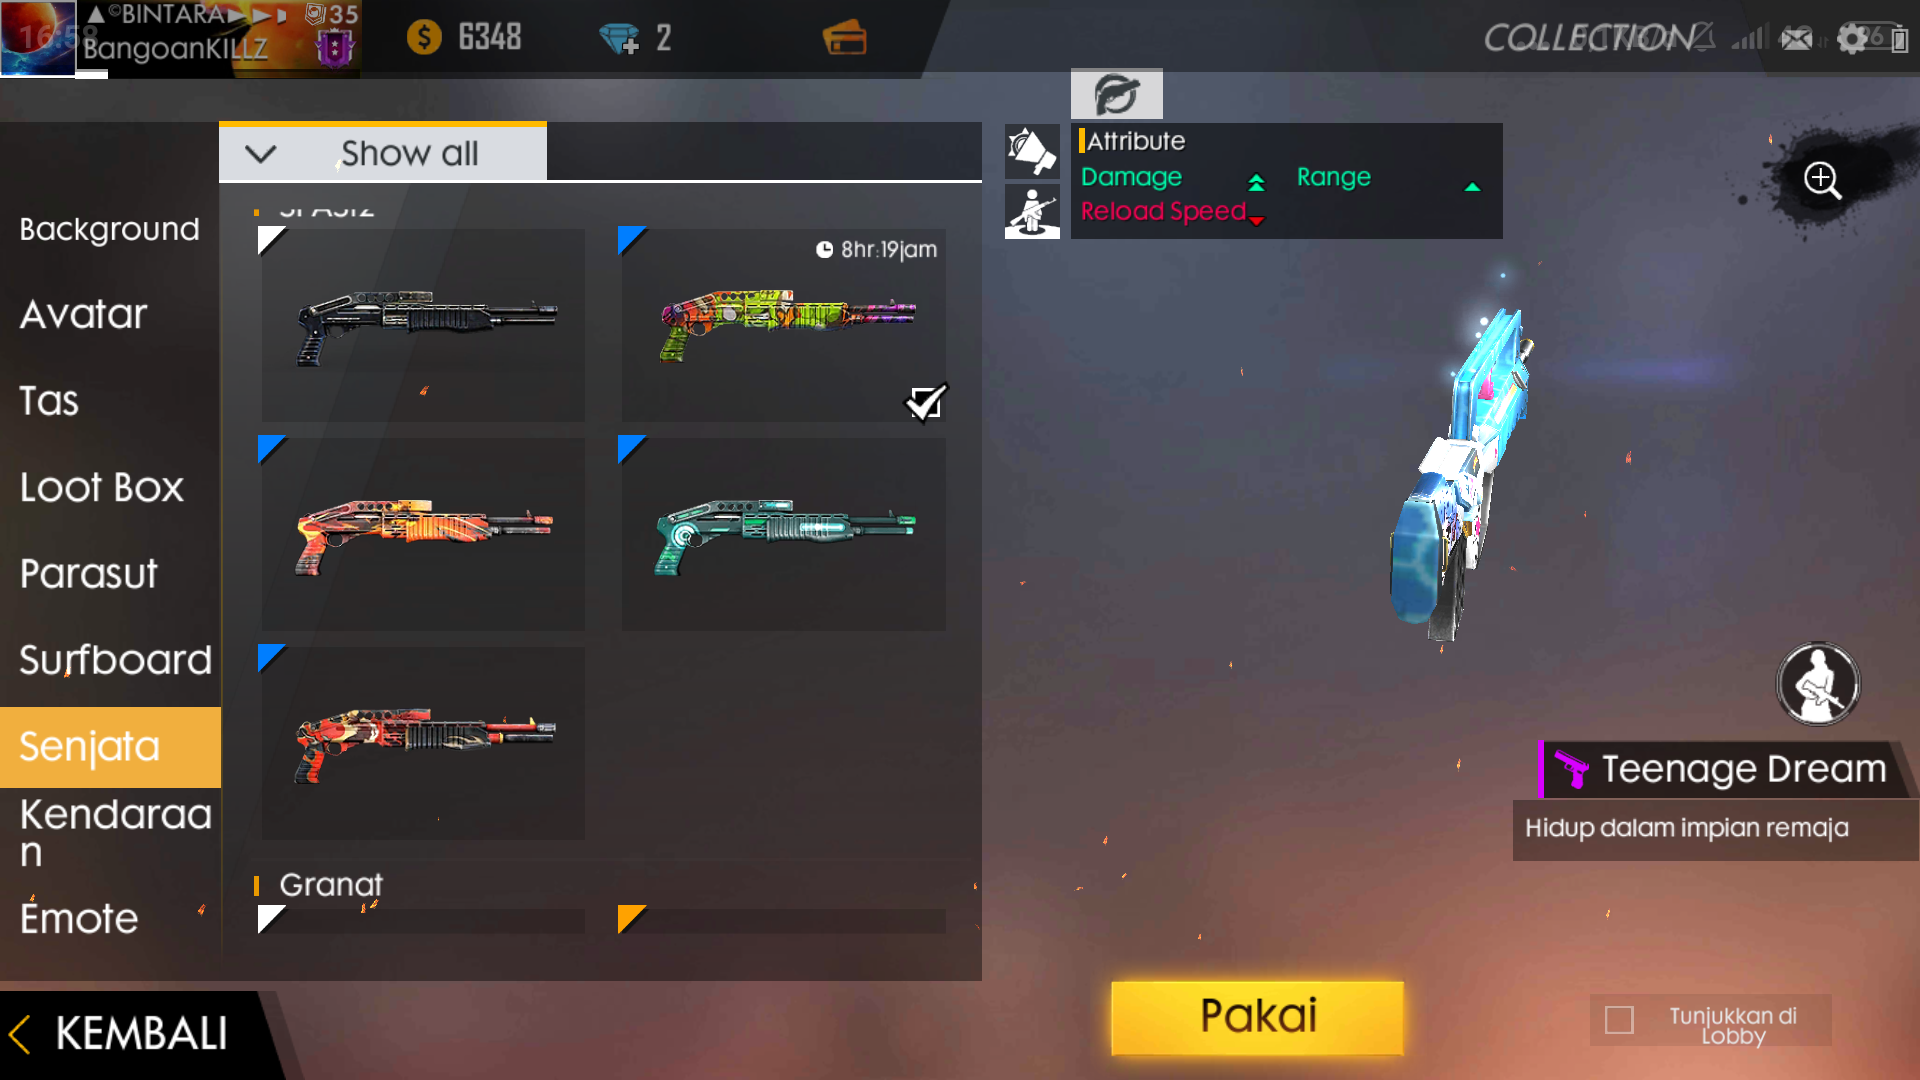 16:58
▲©BINTARA▶▶
35
BangoanKILLZ
6348
2
COLLECTION
Show all
Background
Avatar
Tas
Loot Box
Parasut
Surfboard
Senjata
Kendaraa
n
Emote
SPAS12
8hr:19jam
Granat
Attribute
Damage
Range
Reload Speed
Teenage Dream
Hidup dalam impian remaja
KEMBALI
Pakai
Tunjukkan di
Lobby